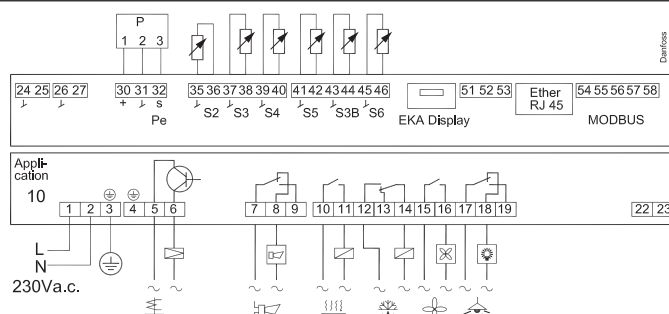 P
1 2 3
Danfoss
24 25 26 27 30 31 32 35 36 37 38 39 40 41 42 43 44 45 46 51 52 53 Ether RJ 45 54 55 56 57 58
+ s S2 S3 S4 S5 S3B S6
Pe EKA Display MODBUS
Appli-
cation
10
1 2 3 4 5 6 7 8 9 10 11 12 13 14 15 16 17 18 19 22 23
L
N
230Va.c.